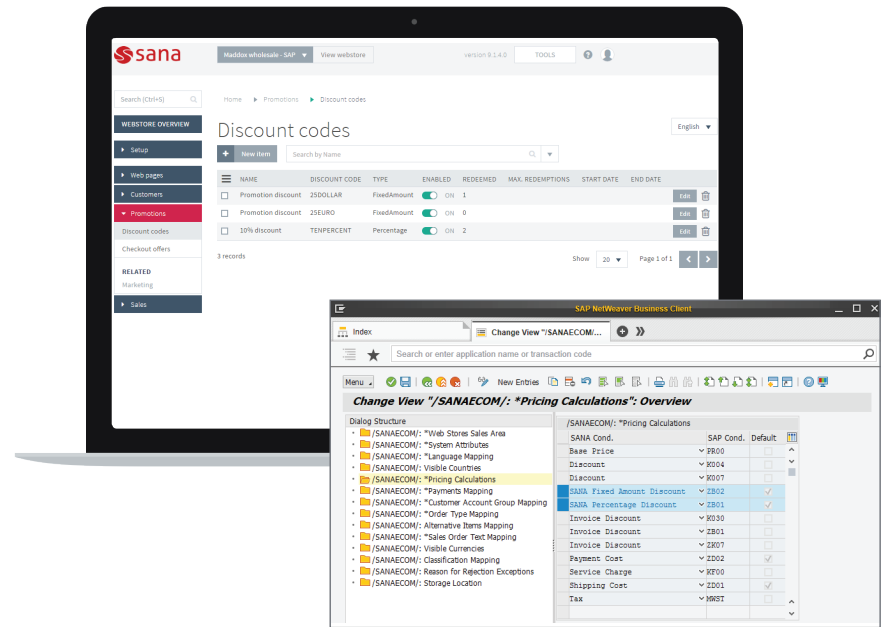 sana
Maddox wholesale - SAP View webstore version 9.1.4.0 TOOLS
Search (Ctrl+S) Home Promotions Discount codes
WEBSTORE OVERVIEW
Discount codes English
Setup
New item Search by Name
Web pages
NAME DISCOUNT CODE TYPE ENABLED REDEEMED MAX. REDEMPTIONS START DATE END DATE
Customers
Promotion discount 25DOLLAR FixedAmount ON 1 Edit
Promotions
Promotion discount 25EURO FixedAmount ON 0 Edit
Discount codes
10% discount TENPERCENT Percentage ON 2 Edit
Checkout offers
3 records Show 20 Page 1 of 1
RELATED
Marketing
Sales
SAP NetWeaver Business Client
Index Change View "/SANAECOM/...
Search or enter application name or transaction code
Menu New Entries
Change View "/SANAECOM/: *Pricing Calculations": Overview
Dialog Structure
/SANAECOM/: *Web Stores Sales Area
/SANAECOM/: *System Attributes
/SANAECOM/: *Language Mapping
/SANAECOM/: Visible Countries
/SANAECOM/: *Pricing Calculations
/SANAECOM/: *Payments Mapping
/SANAECOM/: *Customer Account Group Mapping
/SANAECOM/: *Order Type Mapping
/SANAECOM/: Alternative Items Mapping
/SANAECOM/: *Sales Order Text Mapping
/SANAECOM/: Visible Currencies
/SANAECOM/: Classification Mapping
/SANAECOM/: Reason for Rejection Exceptions
/SANAECOM/: Storage Location
/SANAECOM/: *Pricing Calculations
SANA Cond. SAP Cond. Default
Base Price PR00
Discount K004
Discount K007
SANA Fixed Amount Discount ZB02
SANA Percentage Discount ZB01
Invoice Discount K030
Invoice Discount ZB01
Invoice Discount ZK07
Payment Cost ZD02
Service Charge KF00
Shipping Cost ZD01
Tax MWST